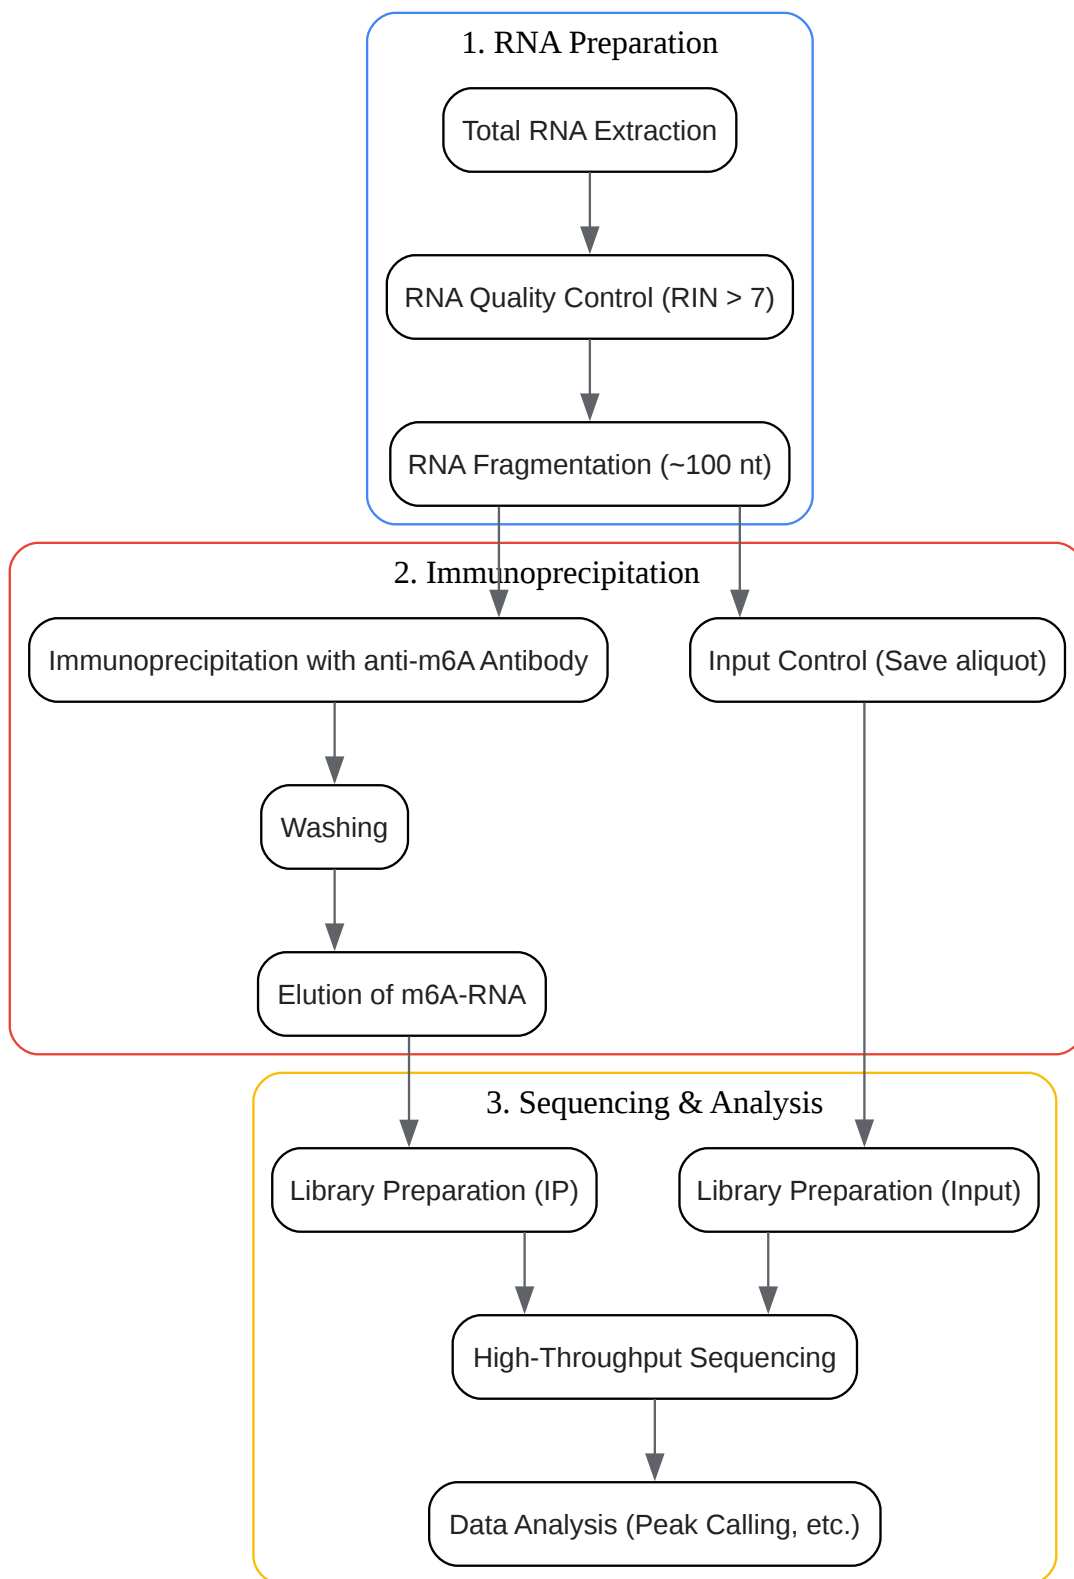 1. RNA Preparation
Total RNA Extraction
RNA Quality Control (RIN > 7)
RNA Fragmentation (~100 nt)
2. Immunoprecipitation
Immunoprecipitation with anti-m6A Antibody
Input Control (Save aliquot)
Washing
Elution of m6A-RNA
3. Sequencing & Analysis
Library Preparation (IP)
Library Preparation (Input)
High-Throughput Sequencing
Data Analysis (Peak Calling, etc.)